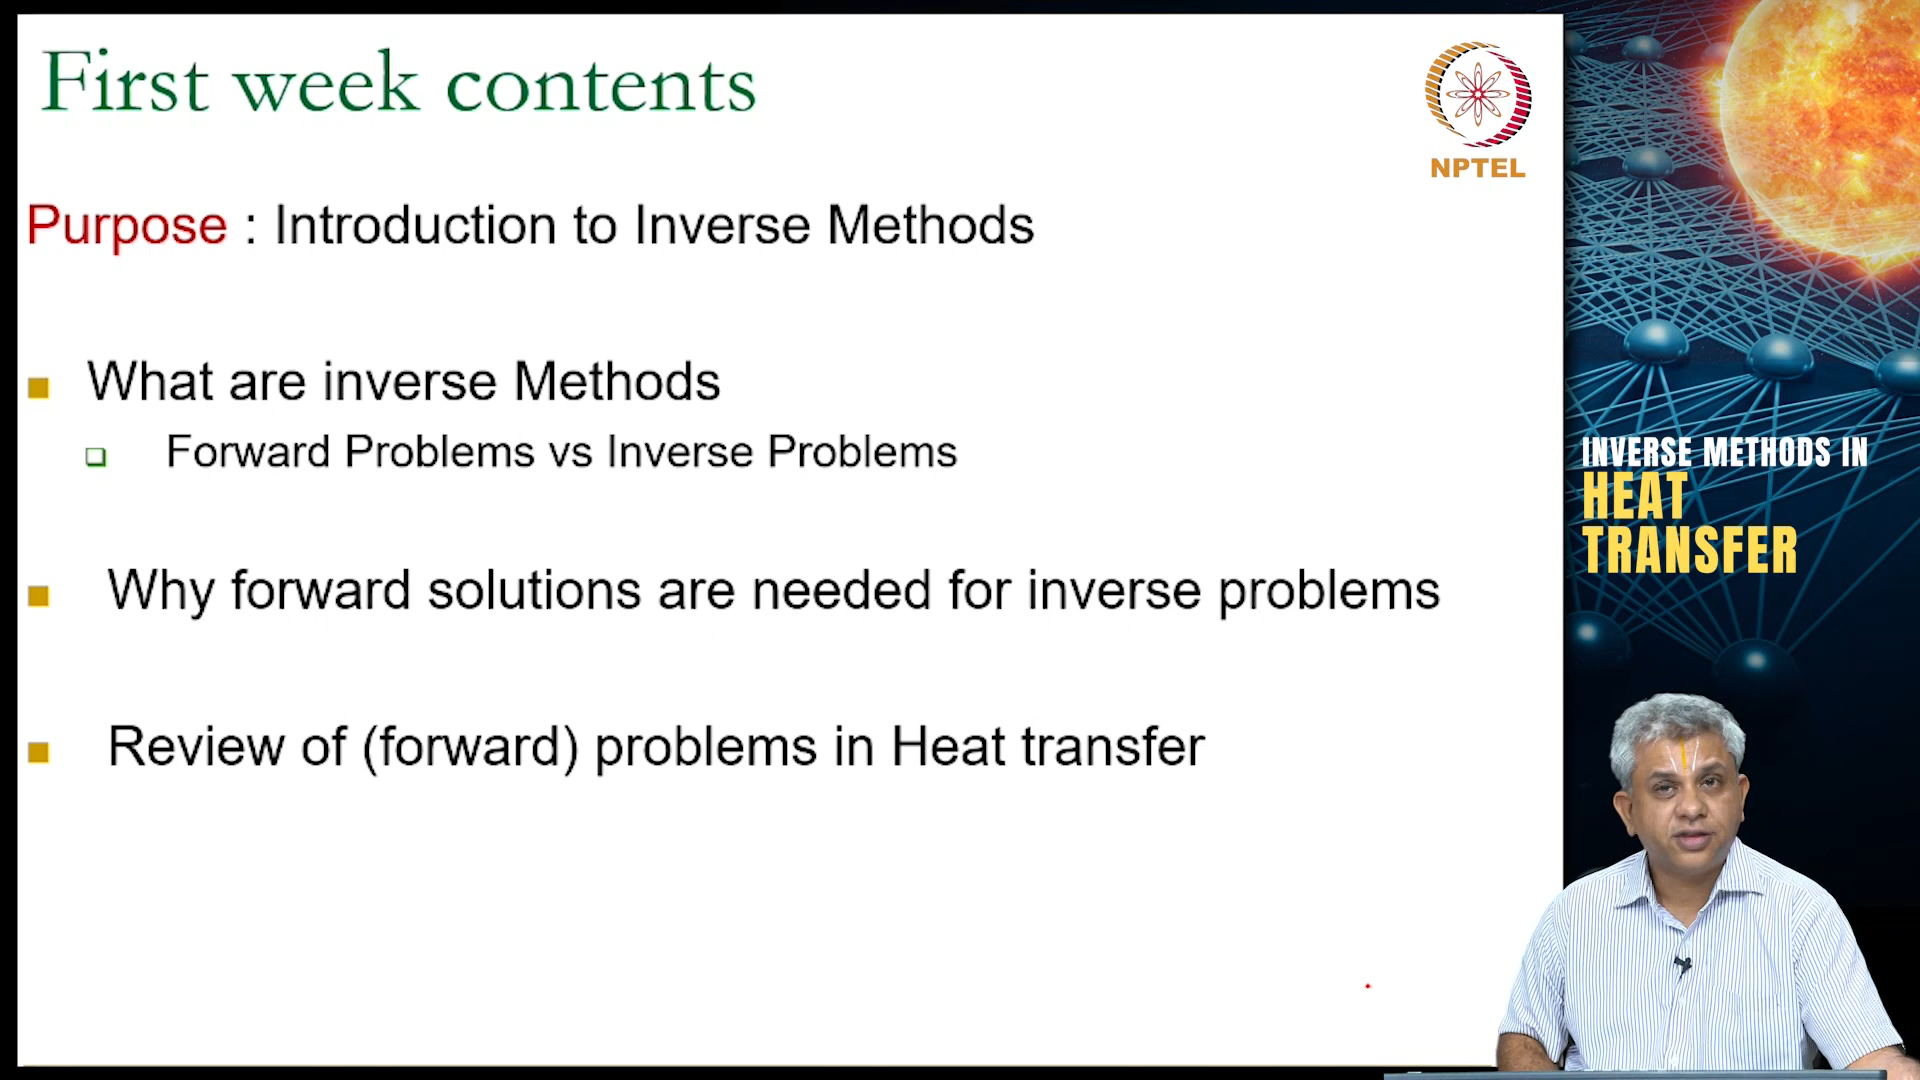 First week contents
NPTEL
Purpose : Introduction to Inverse Methods
What are inverse Methods
Forward Problems vs Inverse Problems
Why forward solutions are needed for inverse problems
Review of (forward) problems in Heat transfer
INVERSE METHODS IN
HEAT
TRANSFER